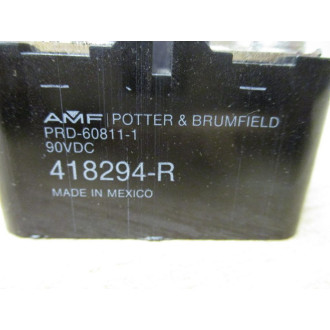 AMF | POTTER & BRUMFIELD
PRD-60811-1
90VDC
418294-R
MADE IN MEXICO